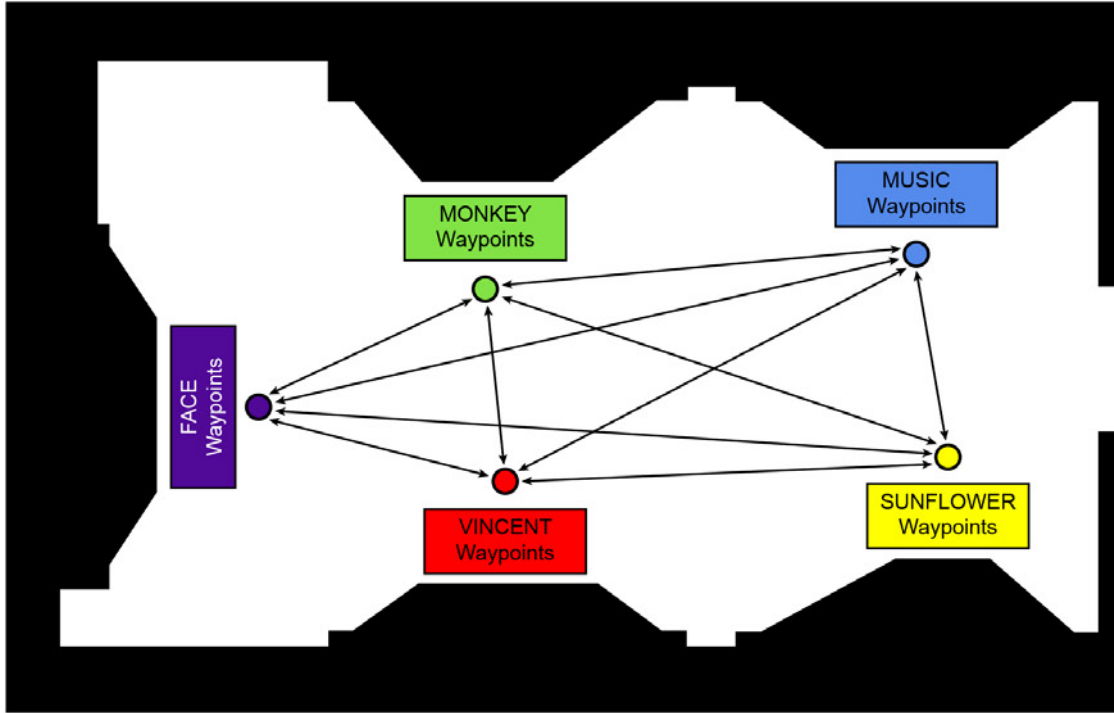 MUSIC
Waypoints
MONKEY
Waypoints
FACE
Waypoints
SUNFLOWER
Waypoints
VINCENT
Waypoints